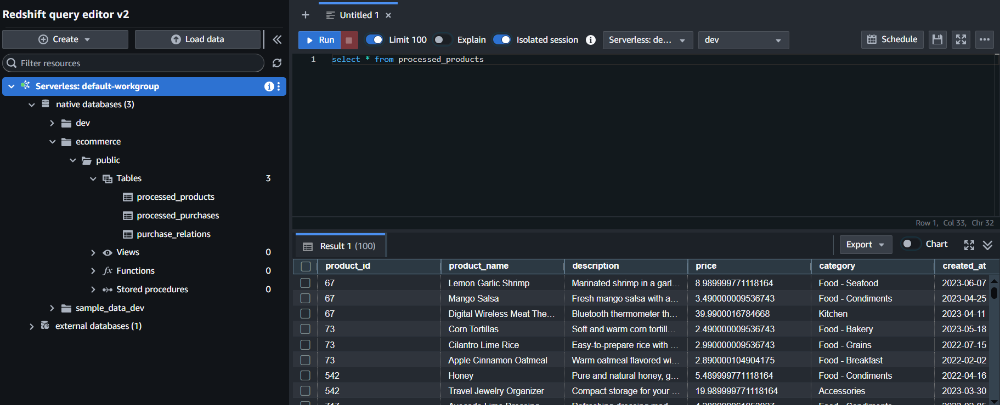 Redshift query editor v2
Create
Load data
Filter resources
Serverless: default-workgroup
native databases (3)
dev
ecommerce
public
Tables 3
processed_products
processed_purchases
purchase_relations
Views 0
fx Functions 0
Stored procedures 0
sample_data_dev
external databases (1)
Untitled 1
Run Limit 100 Explain Isolated session Serverless: de... dev Schedule
1 select * from processed_products
Row 1, Col 33, Chr 32
Result 1 (100) Export Chart
product_id product_name description price category created_at
67 Lemon Garlic Shrimp Marinated shrimp in a garl... 8.989999771118164 Food - Seafood 2023-06-07
67 Mango Salsa Fresh mango salsa with a... 3.490000009536743 Food - Condiments 2023-04-25
67 Digital Wireless Meat The... Bluetooth thermometer th... 39.9900016784668 Kitchen 2023-04-11
73 Corn Tortillas Soft and warm corn tortill... 2.490000009536743 Food - Bakery 2023-05-18
73 Cilantro Lime Rice Easy-to-prepare rice with ... 2.990000009536743 Food - Grains 2022-07-15
73 Apple Cinnamon Oatmeal Warm oatmeal flavored wi... 2.890000104904175 Food - Breakfast 2022-02-02
542 Honey Pure and natural honey, g... 5.489999771118164 Food - Condiments 2022-04-16
542 Travel Jewelry Organizer Compact storage for your ... 19.989999771118164 Accessories 2023-03-30